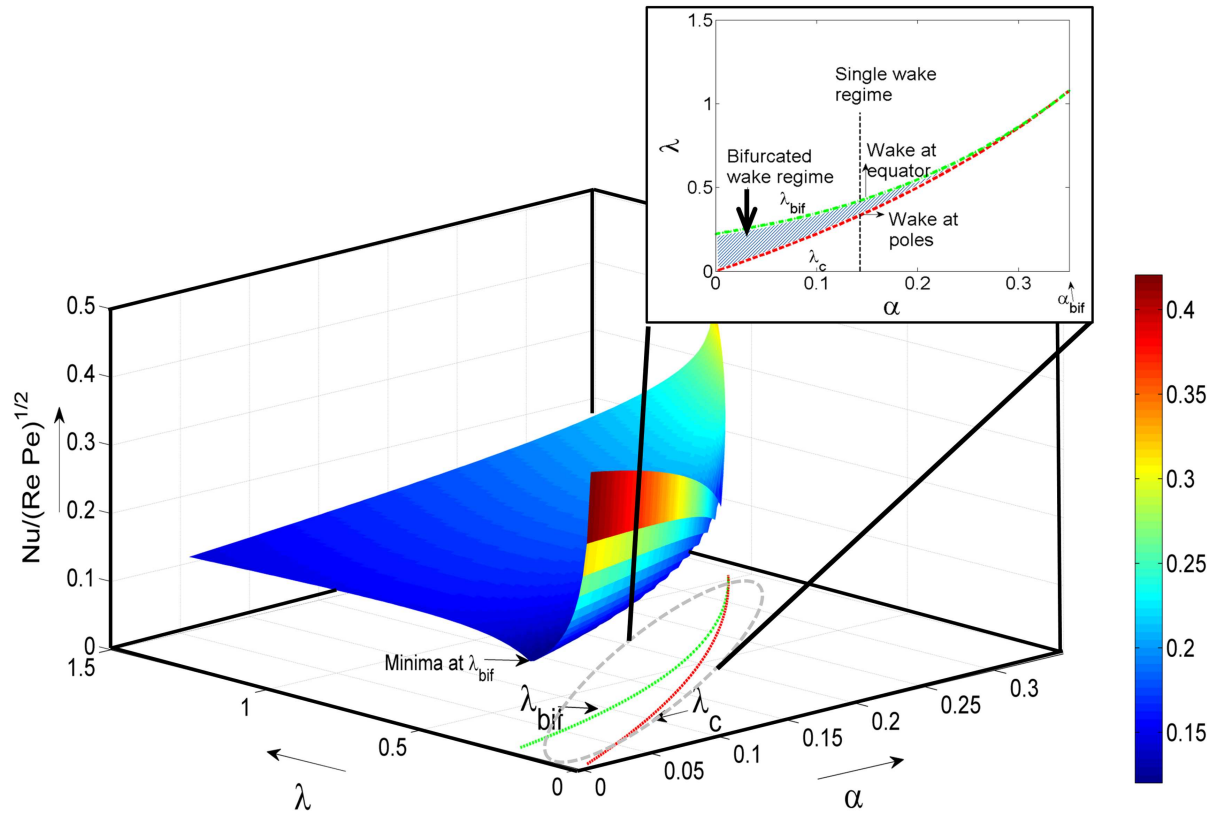 1.5
1
0.5
0
λ
Single wake
regime
Bifurcated
wake regime
Wake at
equator
λbif
Wake at
poles
λc
0
0.1
0.2
0.3
α
αbif
0.5
0.4
0.3
0.2
0.1
0
Nu/(Re Pe)1/2
1.5
1
0.5
0
λ
Minima at λbif
λbif
λc
0
0.05
0.1
0.15
0.2
0.25
0.3
α
0.4
0.35
0.3
0.25
0.2
0.15